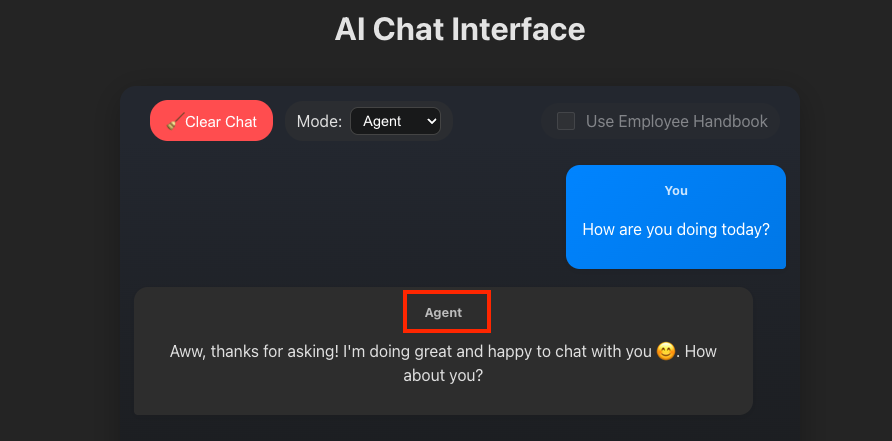 AI Chat Interface
🧹Clear Chat
Mode: Agent
Use Employee Handbook
You
How are you doing today?
Agent
Aww, thanks for asking! I'm doing great and happy to chat with you 😊. How
about you?